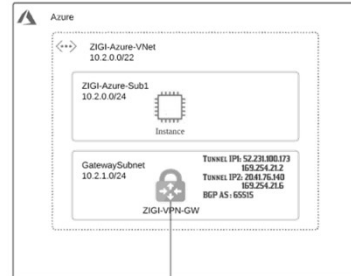 Azure
ZIGI-Azure-VNet
10.2.0.0/22
ZIGI-Azure-Sub1
10.2.0.0/24
Instance
GatewaySubnet
10.2.1.0/24
Tunnel IP1: 52.231.100.173
169.254.21.2
Tunnel IP2: 20.41.76.140
169.254.21.6
BGP AS : 65515
ZIGI-VPN-GW